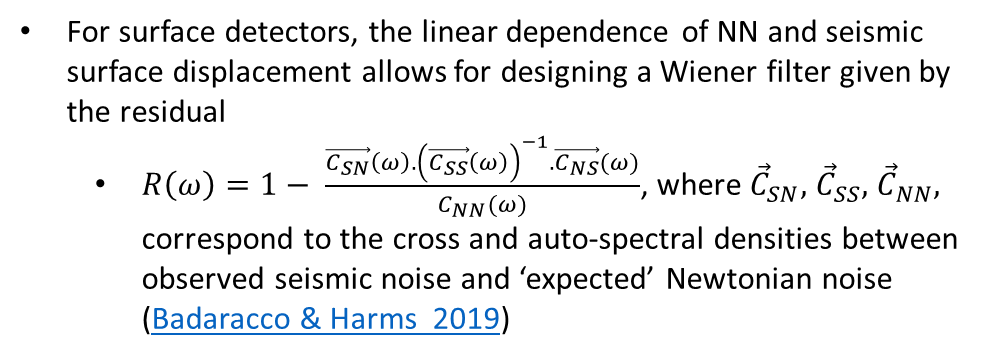 • For surface detectors, the linear dependence of NN and seismic
surface displacement allows for designing a Wiener filter given by
the residual
• $R(\omega) = 1 - \frac{\overrightarrow{C_{SN}}(\omega).\left(\overrightarrow{C_{SS}}(\omega)\right)^{-1}.\overrightarrow{C_{NS}}(\omega)}{C_{NN}(\omega)}$, where $\vec{C}_{SN}$, $\vec{C}_{SS}$, $\vec{C}_{NN}$,
correspond to the cross and auto-spectral densities between
observed seismic noise and ‘expected’ Newtonian noise
(Badaracco & Harms 2019)